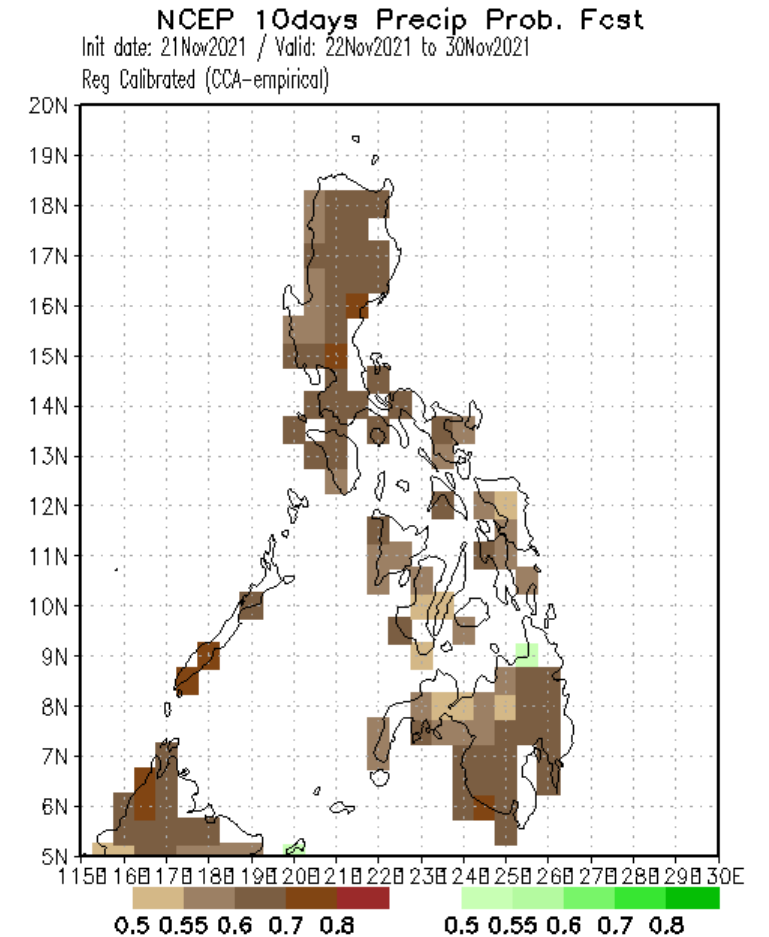 NCEP 10days Precip Prob. Fcst
Init date: 21Nov2021 / Valid: 22Nov2021 to 30Nov2021
Reg Calibrated (CCA-empirical)
20N
19N
18N
17N
16N
15N
14N
13N
12N
11N
10N
9N
8N
7N
6N
5N
115E 116E 117E 118E 119E 120E 121E 122E 123E 124E 125E 126E 127E 128E 129E 130E
0.5 0.55 0.6 0.7 0.8 0.5 0.55 0.6 0.7 0.8